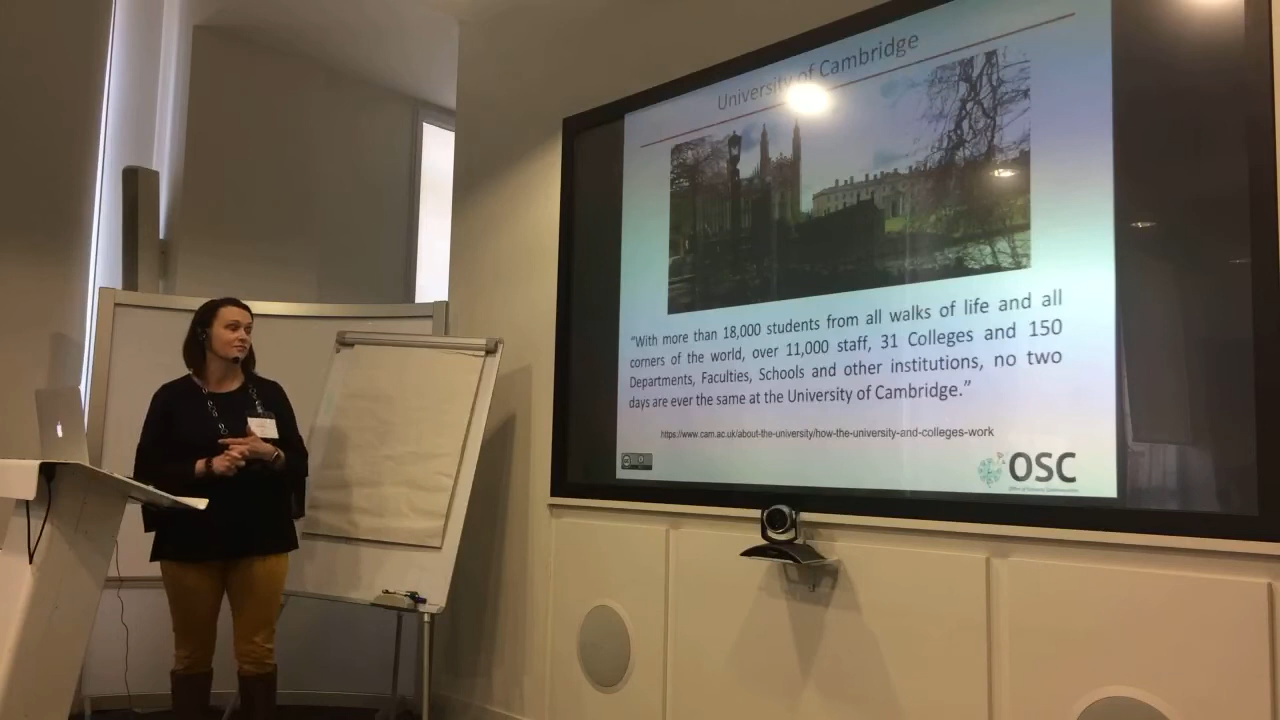 University of Cambridge
“With more than 18,000 students from all walks of life and all
corners of the world, over 11,000 staff, 31 Colleges and 150
Departments, Faculties, Schools and other institutions, no two
days are ever the same at the University of Cambridge.”
https://www.cam.ac.uk/about-the-university/how-the-university-and-colleges-work
OSC